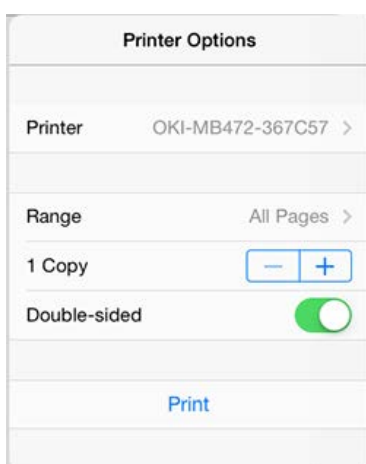 Printer Options
Printer OKI-MB472-367C57 >
Range All Pages >
1 Copy − +
Double-sided
Print